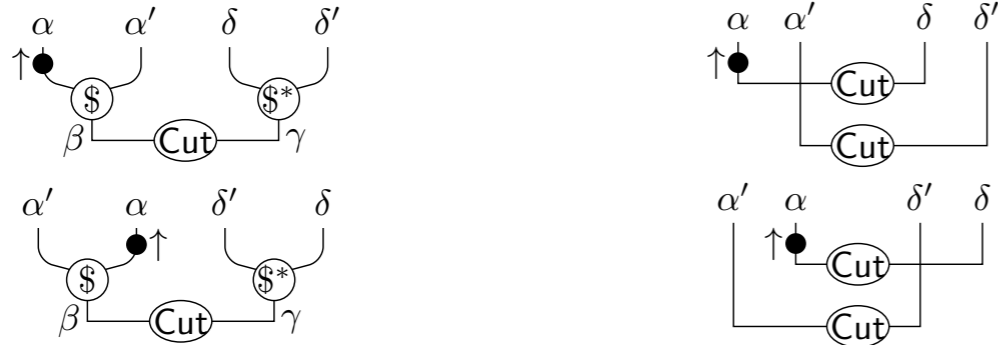 α α′ δ δ′ α α′ δ δ′
↑ $ $* ↑ Cut
β Cut γ Cut
α′ α δ′ δ α′ α δ′ δ
↑ $ $* ↑ Cut
β Cut γ Cut